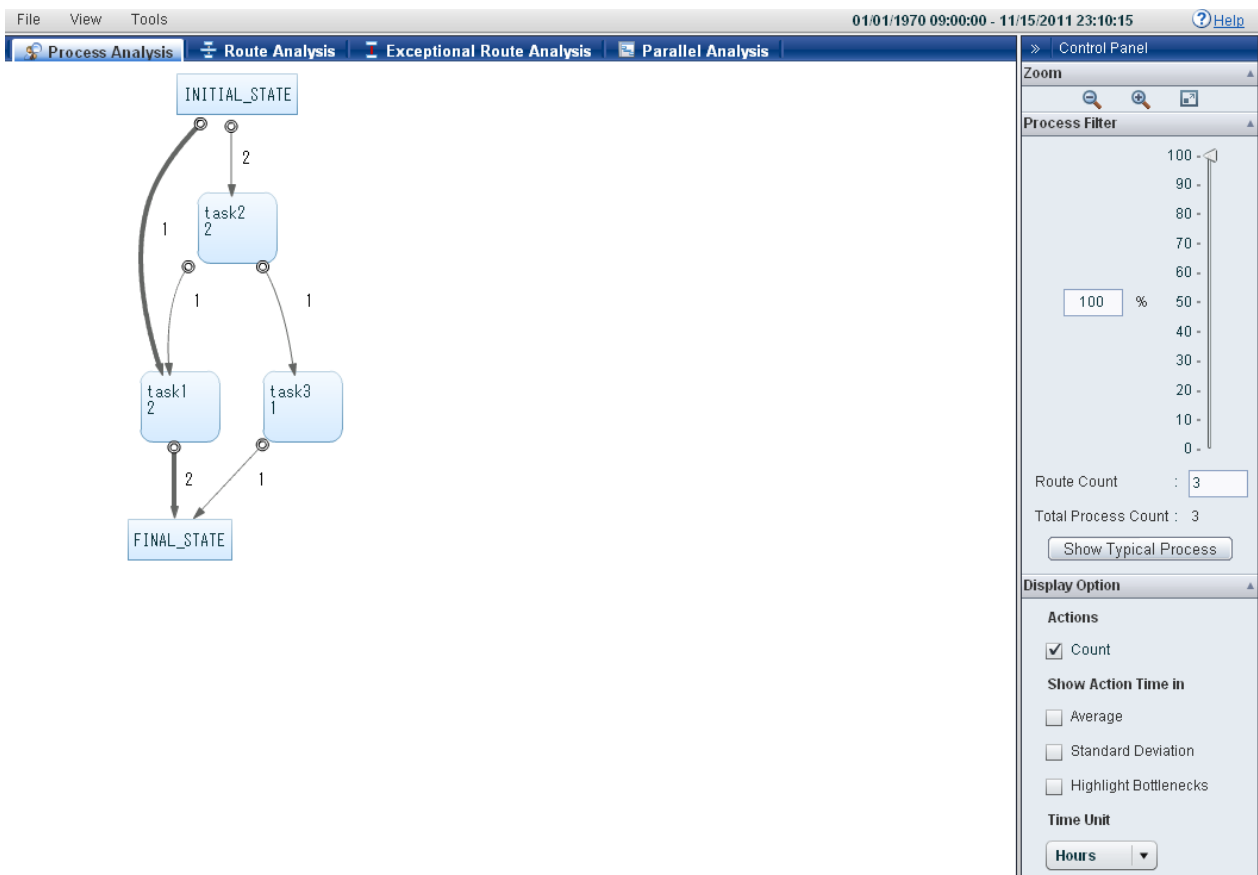 File View Tools 01/01/1970 09:00:00 - 11/15/2011 23:10:15 ? Help
Process Analysis Route Analysis Exceptional Route Analysis Parallel Analysis
» Control Panel
INITIAL_STATE
2
task2
2
1
1
1
task1
2
task3
1
2
1
FINAL_STATE
Zoom
Process Filter
100 -
90 -
80 -
70 -
60 -
100 % 50 -
40 -
30 -
20 -
10 -
0 -
Route Count : 3
Total Process Count : 3
Show Typical Process
Display Option
Actions
Count
Show Action Time in
Average
Standard Deviation
Highlight Bottlenecks
Time Unit
Hours